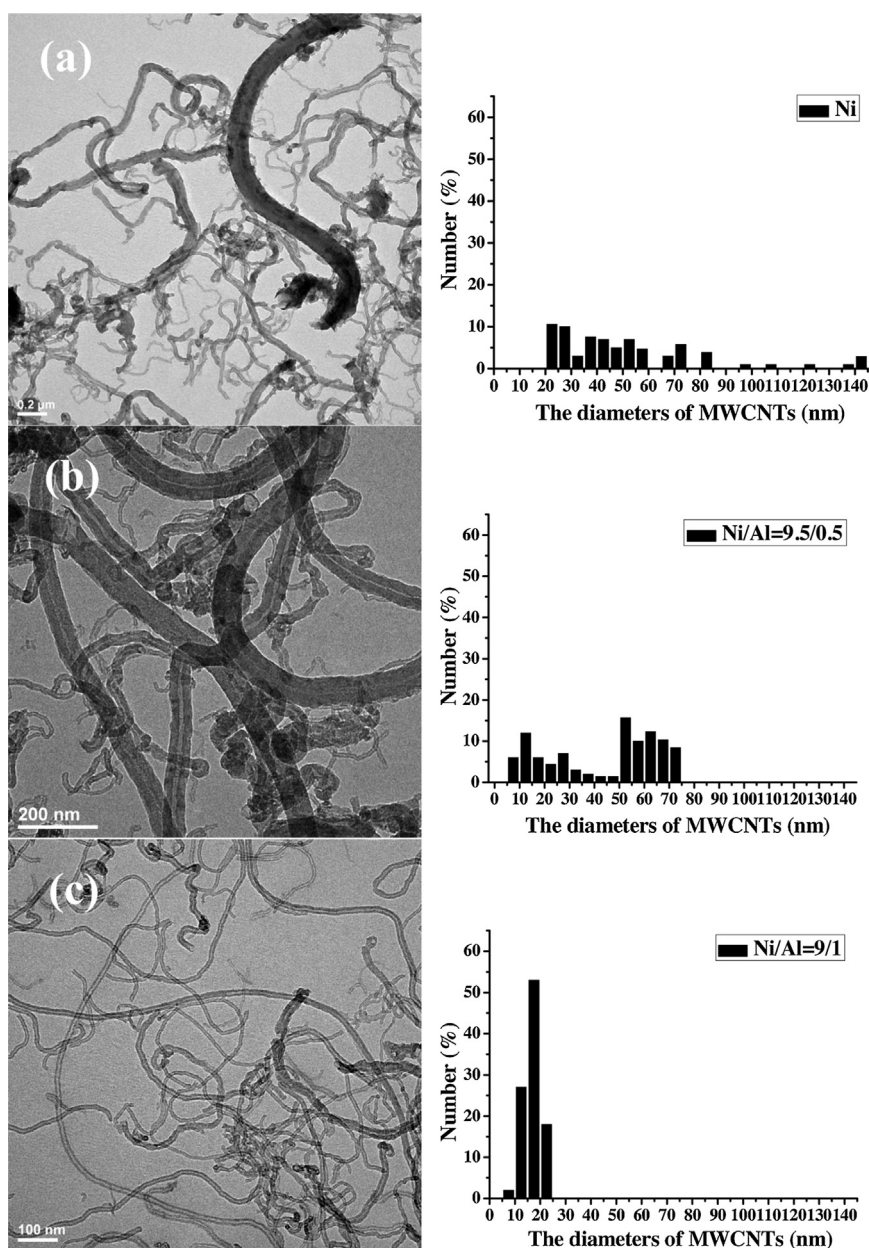 (a)
0.2 µm
Ni
Number (%)
60
50
40
30
20
10
0
0 10 20 30 40 50 60 70 80 90 100110120130140
The diameters of MWCNTs (nm)
(b)
200 nm
Ni/Al=9.5/0.5
Number (%)
60
50
40
30
20
10
0
0 10 20 30 40 50 60 70 80 90 100110120130140
The diameters of MWCNTs (nm)
(c)
100 nm
Ni/Al=9/1
Number (%)
60
50
40
30
20
10
0
0 10 20 30 40 50 60 70 80 90 100110120130140
The diameters of MWCNTs (nm)